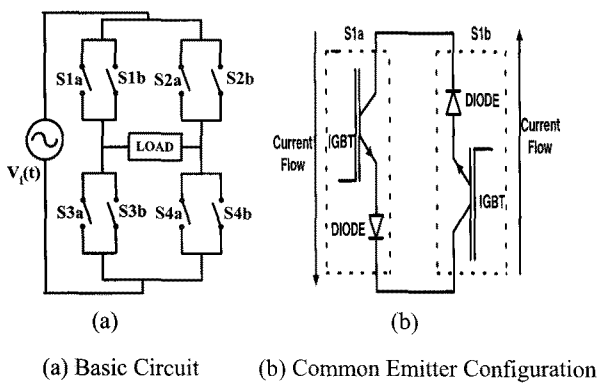 S1a S1b S2a S2b
LOAD
V_i(t)
S3a S3b S4a S4b
(a)
S1a S1b
DIODE
IGBT
Current
Flow
Current
Flow
IGBT
DIODE
(b)
(a) Basic Circuit (b) Common Emitter Configuration